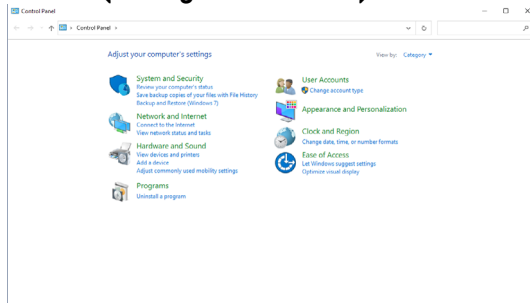 Control Panel
Control Panel
Adjust your computer's settings
View by: Category
System and Security
Review your computer's status
Save backup copies of your files with File History
Backup and Restore (Windows 7)
Network and Internet
Connect to the Internet
View network status and tasks
Hardware and Sound
View devices and printers
Add a device
Adjust commonly used mobility settings
Programs
Uninstall a program
User Accounts
Change account type
Appearance and Personalization
Clock and Region
Change date, time, or number formats
Ease of Access
Let Windows suggest settings
Optimize visual display